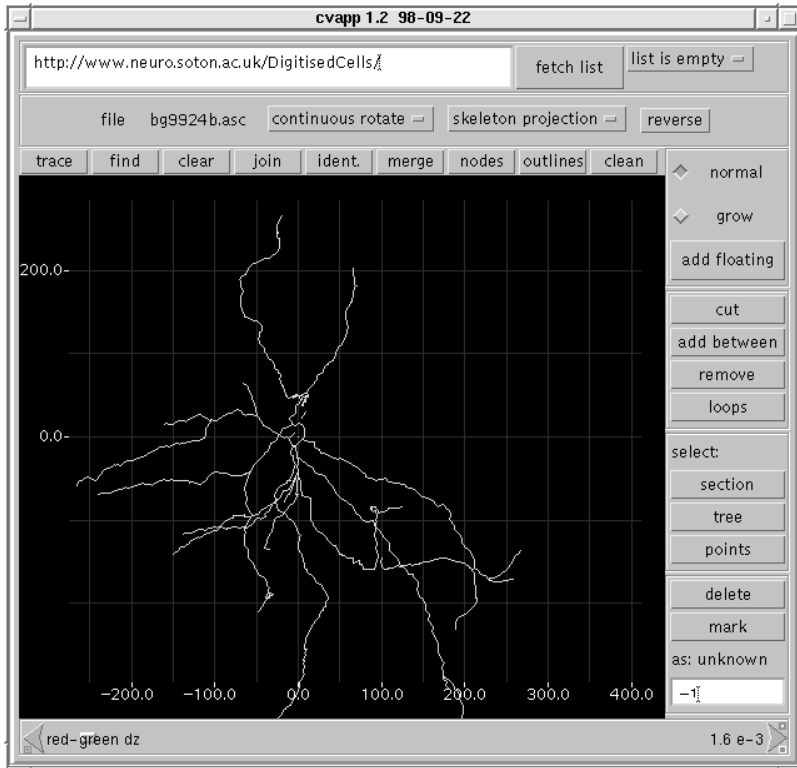 cvapp 1.2 98-09-22
http://www.neuro.soton.ac.uk/DigitisedCells/
fetch list
list is empty
file bg9924b.asc continuous rotate skeleton projection reverse
trace find clear join ident. merge nodes outlines clean
normal
grow
add floating
cut
add between
remove
loops
select:
section
tree
points
delete
mark
as: unknown
-1
200.0-
0.0-
-200.0 -100.0 0.0 100.0 200.0 300.0 400.0
red-green dz 1.6 e-3